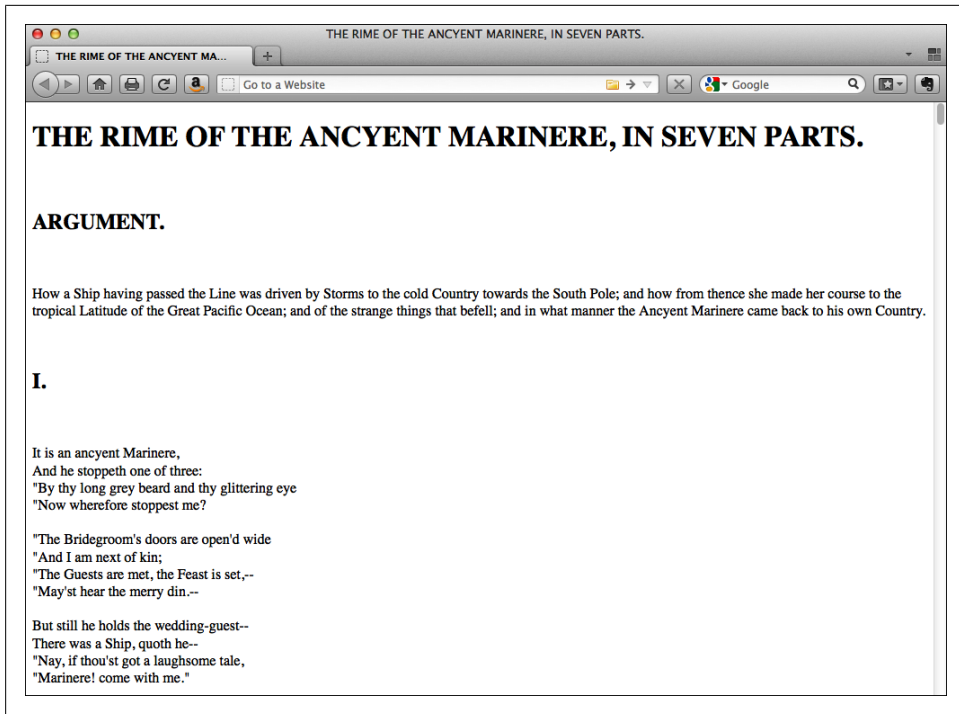 THE RIME OF THE ANCYENT MARINERE, IN SEVEN PARTS.
THE RIME OF THE ANCYENT MA...
Go to a Website
Google
THE RIME OF THE ANCYENT MARINERE, IN SEVEN PARTS.
ARGUMENT.
How a Ship having passed the Line was driven by Storms to the cold Country towards the South Pole; and how from thence she made her course to the
tropical Latitude of the Great Pacific Ocean; and of the strange things that befell; and in what manner the Ancyent Marinere came back to his own Country.
I.
It is an ancyent Marinere,
And he stoppeth one of three:
"By thy long grey beard and thy glittering eye
"Now wherefore stoppest me?
"The Bridegroom's doors are open'd wide
"And I am next of kin;
"The Guests are met, the Feast is set,--
"May'st hear the merry din.--
But still he holds the wedding-guest--
There was a Ship, quoth he--
"Nay, if thou'st got a laughsome tale,
"Marinere! come with me."